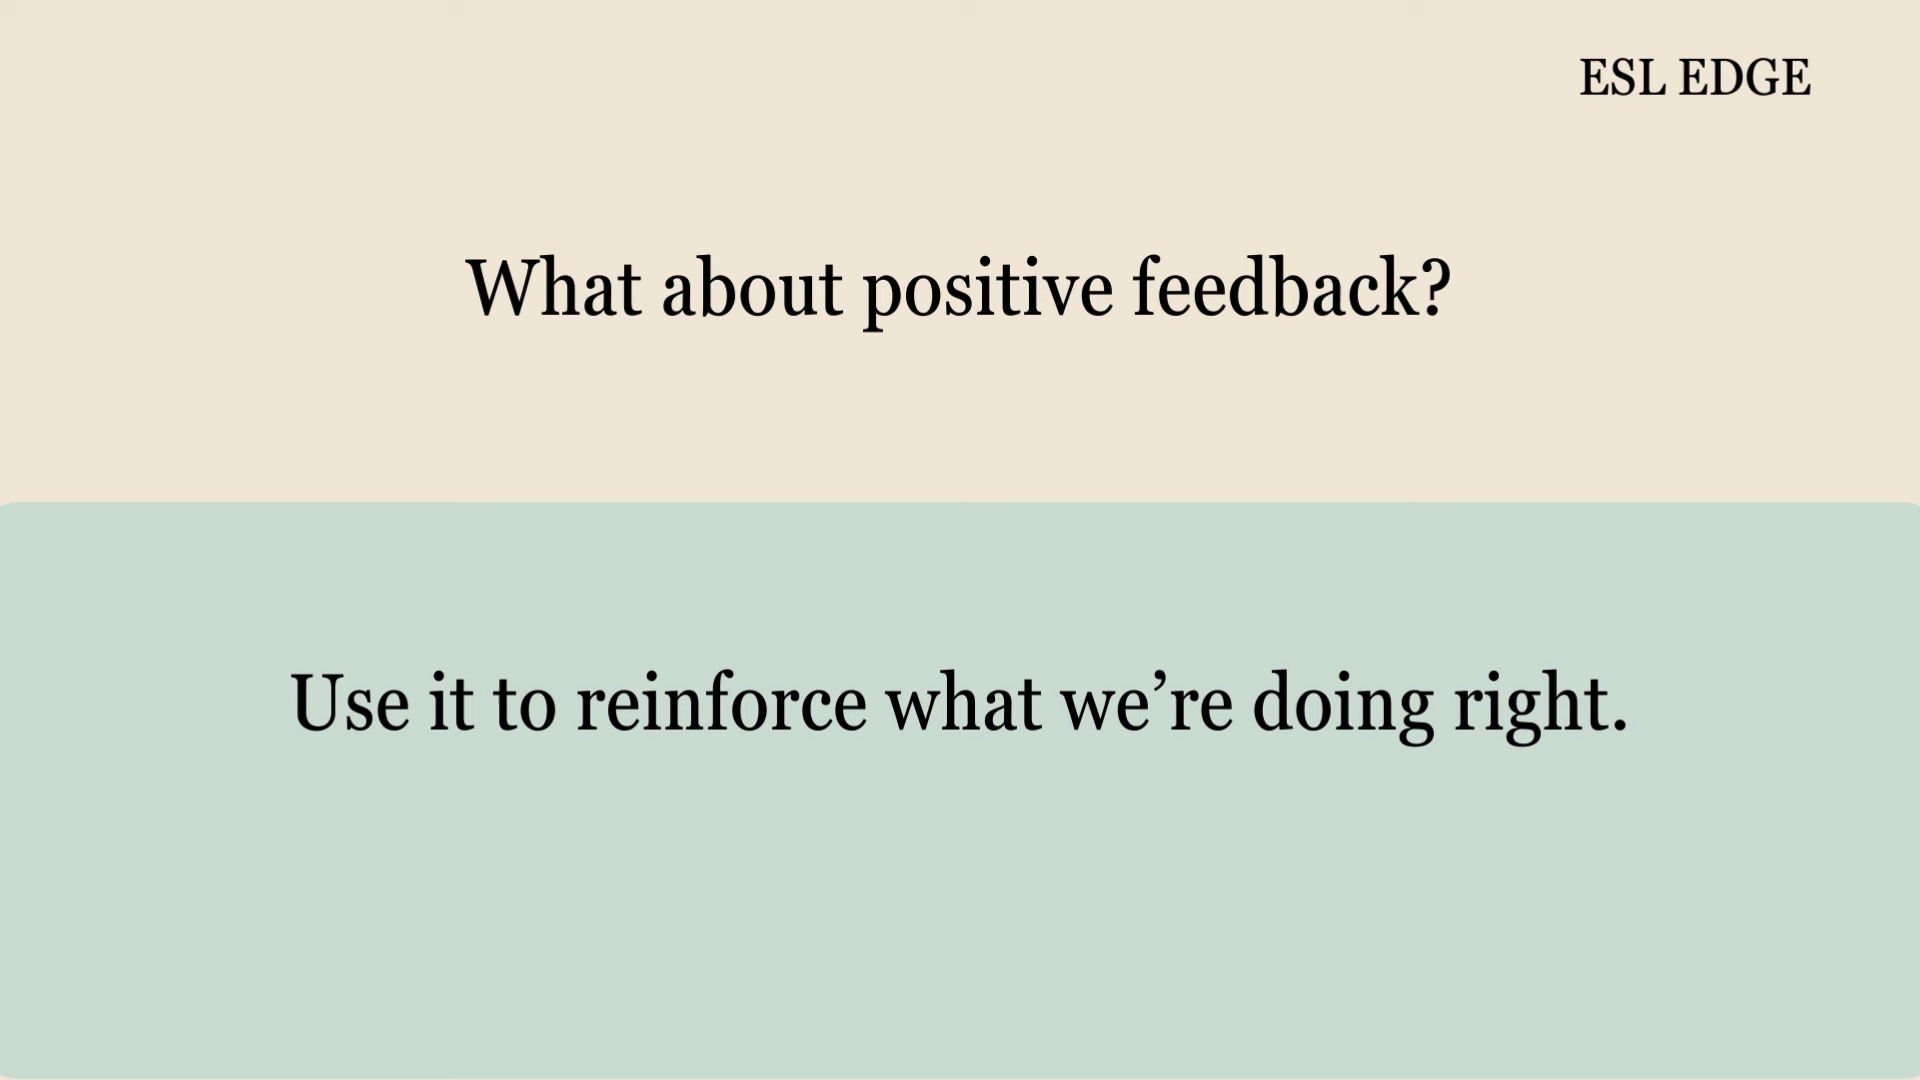 ESL EDGE
What about positive feedback?
Use it to reinforce what we’re doing right.